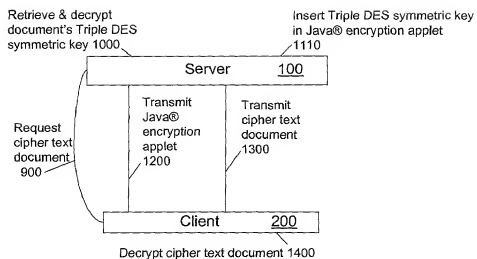 Retrieve & decrypt
document's Triple DES
symmetric key 1000
Insert Triple DES symmetric key
in Java® encryption applet
1110
Server 100
Transmit
Java®
encryption
applet
1200
Transmit
cipher text
document
1300
Request
cipher text
document
900
Client 200
Decrypt cipher text document 1400